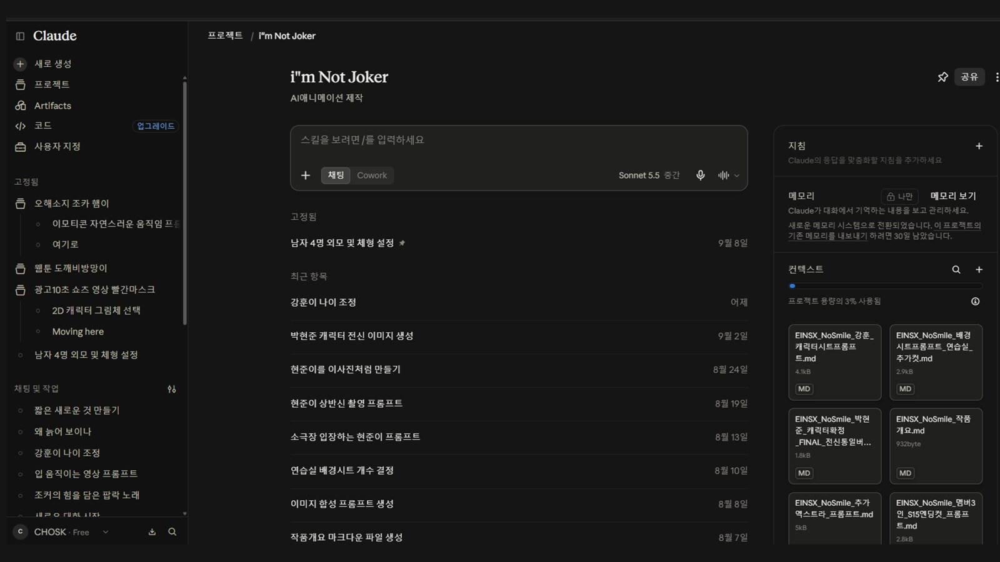 Claude
새로 생성
프로젝트
Artifacts
코드
업그레이드
사용자 지정
고정됨
오해소지 조카 햄이
이모티콘 자연스러운 움직임 프
여기로
웹툰 도깨비방망이
광고10초 쇼츠 영상 빨간마스크
2D 캐릭터 그림체 선택
Moving here
남자 4명 외모 및 체형 설정
채팅 및 작업
짧은 새로운 것 만들기
왜 늙어 보이나
강훈이 나이 조정
입 움직이는 영상 프롬프트
조커의 힘을 담은 팝락 노래
C CHOSK · Free
프로젝트 / i"m Not Joker
i"m Not Joker
AI애니메이션 제작
공유
스킬을 보려면 /를 입력하세요
채팅 Cowork
Sonnet 5.5 중간
고정됨
남자 4명 외모 및 체형 설정 9월 8일
최근 항목
강훈이 나이 조정 어제
박현준 캐릭터 전신 이미지 생성 9월 2일
현준이를 이사진처럼 만들기 8월 24일
현준이 상반신 촬영 프롬프트 8월 19일
소극장 입장하는 현준이 프롬프트 8월 13일
연습실 배경시트 개수 결정 8월 10일
이미지 합성 프롬프트 생성 8월 8일
작품개요 마크다운 파일 생성 8월 7일
지침
Claude의 응답을 맞춤화할 지침을 추가하세요
메모리
나만
메모리 보기
Claude가 대화에서 기억하는 내용을 보고 관리하세요.
새로운 메모리 시스템으로 전환되었습니다. 이 프로젝트의
기존 메모리를 내보내기 하려면 30일 남았습니다.
컨텍스트
프로젝트 용량의 3% 사용됨
EINSX_NoSmile_강훈_
캐릭터시트프롬프
트.md
4.1kB
MD
EINSX_NoSmile_배경
시트프롬프트_연습실_
추가컷.md
2.9kB
MD
EINSX_NoSmile_박현
준_캐릭터확정
_FINAL_전신통일버...
1.8kB
MD
EINSX_NoSmile_작품
개요.md
932byte
MD
EINSX_NoSmile_추가
엑스트라_프롬프트.md
5kB
EINSX_NoSmile_멤버3
인_S15엔딩컷_프롬프
트.md
2.8kB